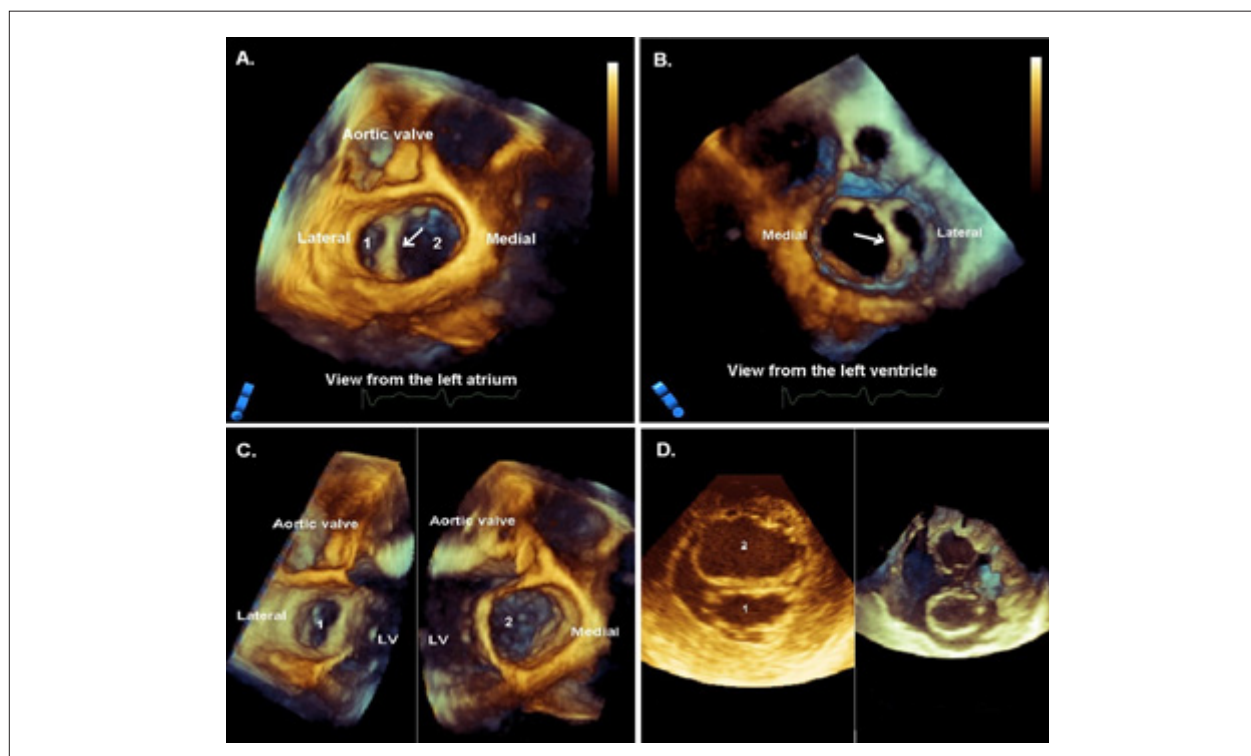 A.
Aortic valve
Lateral 1 2 Medial
View from the left atrium
B.
Medial Lateral
View from the left ventricle
C.
Aortic valve
Lateral 1 LV
Aortic valve
LV 2 Medial
D.
2
1